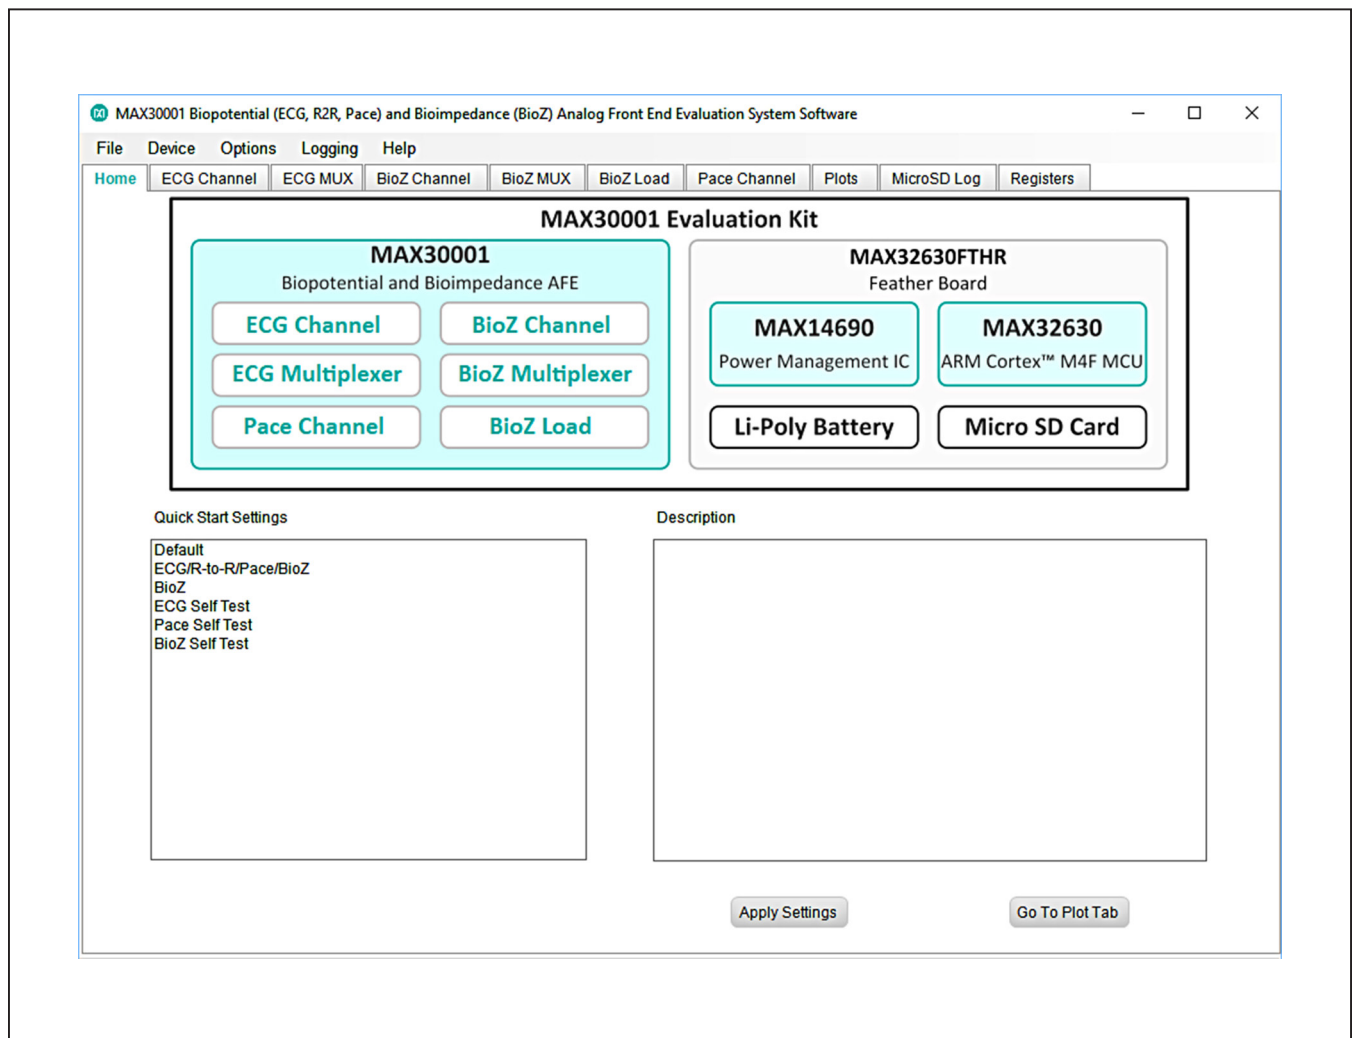 MAX30001 Biopotential (ECG, R2R, Pace) and Bioimpedance (BioZ) Analog Front End Evaluation System Software
File Device Options Logging Help
Home ECG Channel ECG MUX BioZ Channel BioZ MUX BioZ Load Pace Channel Plots MicroSD Log Registers
MAX30001 Evaluation Kit
MAX30001
Biopotential and Bioimpedance AFE
ECG Channel BioZ Channel
ECG Multiplexer BioZ Multiplexer
Pace Channel BioZ Load
MAX32630FTHR
Feather Board
MAX14690 MAX32630
Power Management IC ARM Cortex™ M4F MCU
Li-Poly Battery Micro SD Card
Quick Start Settings
Default
ECG/R-to-R/Pace/BioZ
BioZ
ECG Self Test
Pace Self Test
BioZ Self Test
Description
Apply Settings Go To Plot Tab